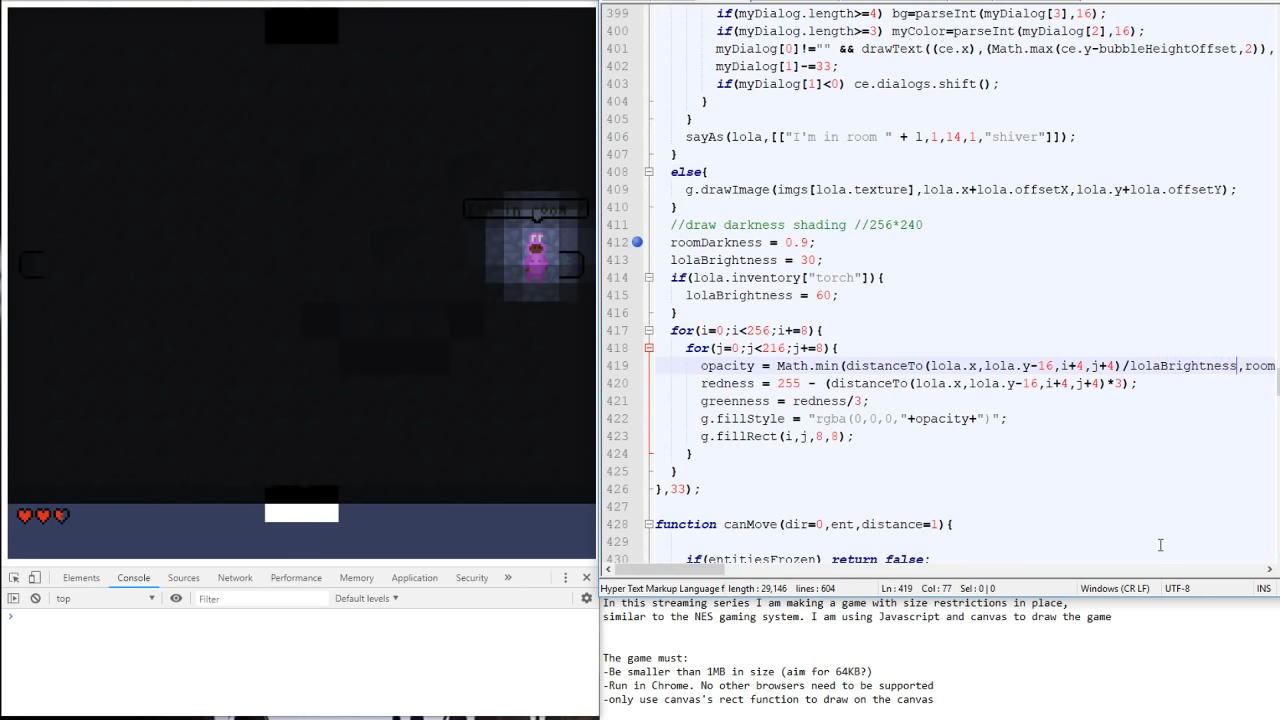 I'm in room
Elements Console Sources Network Performance Memory Application Security »
top Filter Default levels
399 if(myDialog.length>=4) bg=parseInt(myDialog[3],16);
400 if(myDialog.length>=3) myColor=parseInt(myDialog[2],16);
401 myDialog[0]!="" && drawText((ce.x),(Math.max(ce.y-bubbleHeightOffset,2)),
402 myDialog[1]-=33;
403 if(myDialog[1]<0) ce.dialogs.shift();
404 }
405 }
406 sayAs(lola,[["I'm in room " + l,1,14,1,"shiver"]]);
407 }
408 else{
409 g.drawImage(imgs[lola.texture],lola.x+lola.offsetX,lola.y+lola.offsetY);
410 }
411 //draw darkness shading //256*240
412 roomDarkness = 0.9;
413 lolaBrightness = 30;
414 if(lola.inventory["torch"]){
415 lolaBrightness = 60;
416 }
417 for(i=0;i<256;i+=8){
418 for(j=0;j<216;j+=8){
419 opacity = Math.min(distanceTo(lola.x,lola.y-16,i+4,j+4)/lolaBrightness,room
420 redness = 255 - (distanceTo(lola.x,lola.y-16,i+4,j+4)*3);
421 greenness = redness/3;
422 g.fillStyle = "rgba(0,0,0,"+opacity+")";
423 g.fillRect(i,j,8,8);
424 }
425 }
426 },33);
427
428 function canMove(dir=0,ent,distance=1){
429
430 if(entitiesFrozen) return false;
Hyper Text Markup Language f length : 29,146 lines : 604 Ln : 419 Col : 77 Sel : 0 | 0 Windows (CR LF) UTF-8 INS
In this streaming series I am making a game with size restrictions in place,
similar to the NES gaming system. I am using Javascript and canvas to draw the game
The game must:
-Be smaller than 1MB in size (aim for 64KB?)
-Run in Chrome. No other browsers need to be supported
-only use canvas's rect function to draw on the canvas